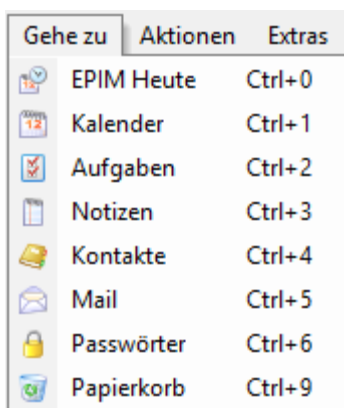 Gehe zu Aktionen Extras
EPIM Heute Ctrl+0
Kalender Ctrl+1
Aufgaben Ctrl+2
Notizen Ctrl+3
Kontakte Ctrl+4
Mail Ctrl+5
Passwörter Ctrl+6
Papierkorb Ctrl+9